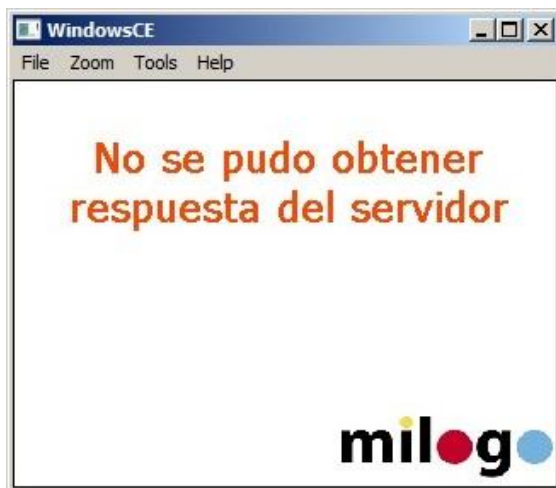 WindowsCE
File Zoom Tools Help
No se pudo obtener
respuesta del servidor
milogo